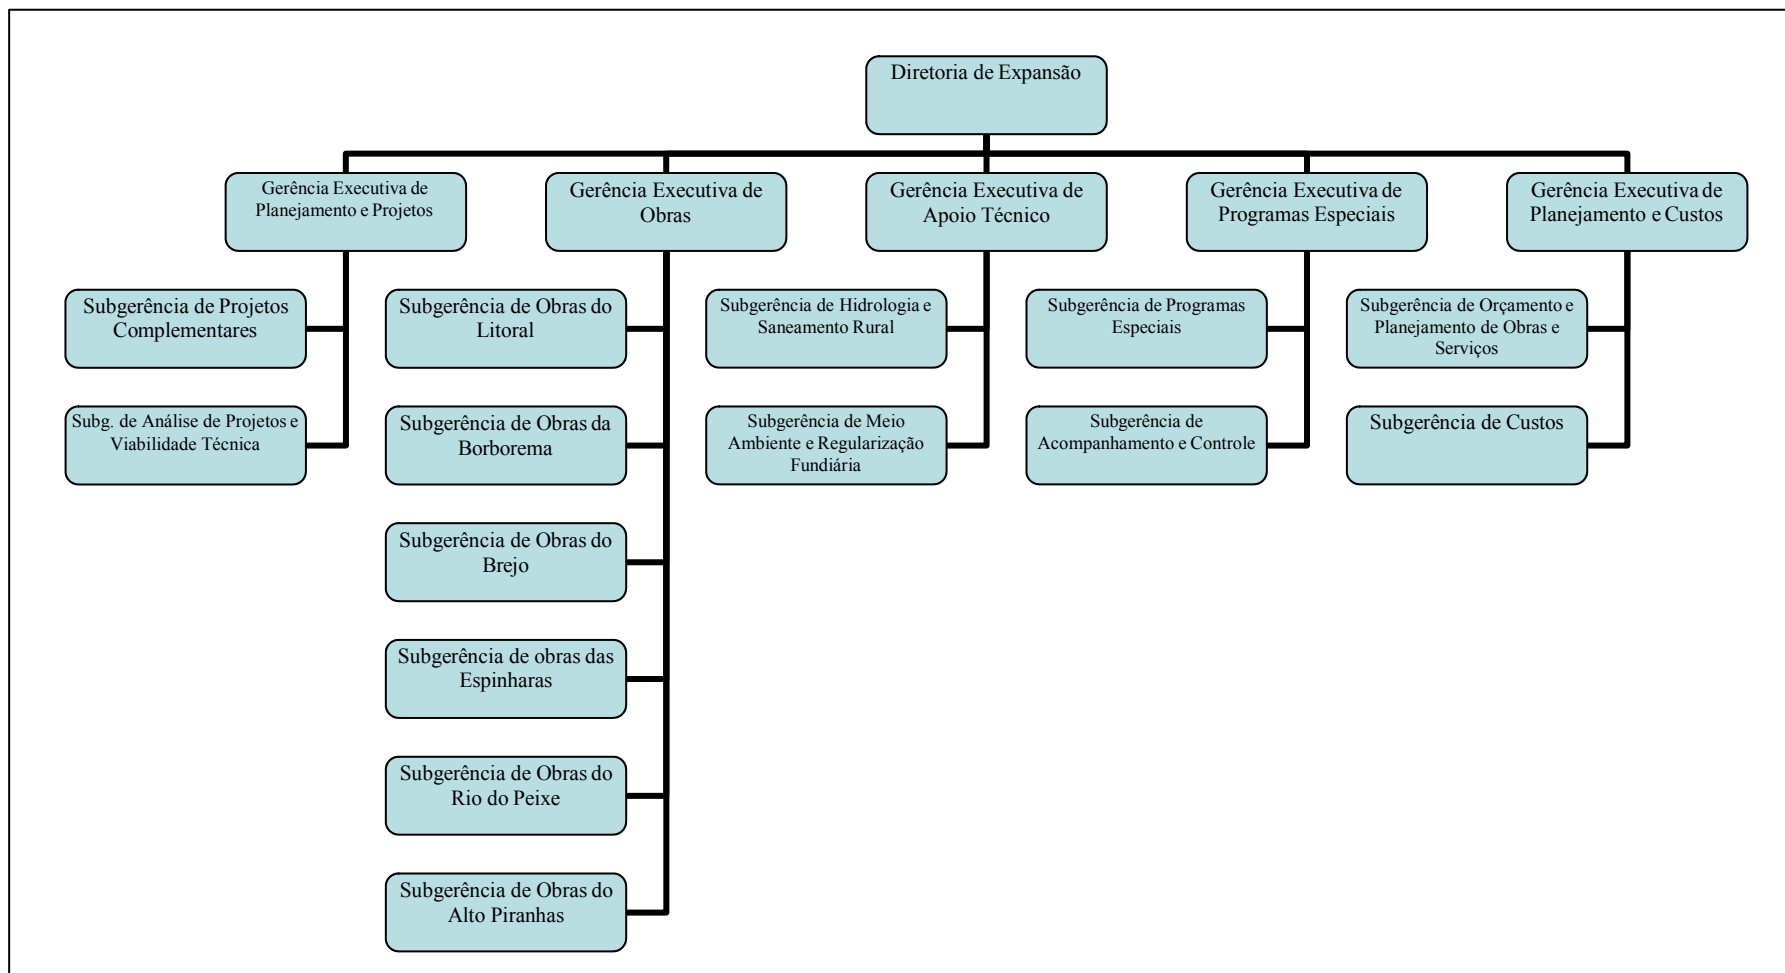 Diretoria de Expansão
Gerência Executiva de
Planejamento e Projetos
Gerência Executiva de
Obras
Gerência Executiva de
Apoio Técnico
Gerência Executiva de
Programas Especiais
Gerência Executiva de
Planejamento e Custos
Subgerência de Projetos
Complementares
Subg. de Análise de Projetos e
Viabilidade Técnica
Subgerência de Obras do
Litoral
Subgerência de Obras da
Borborema
Subgerência de Obras do
Brejo
Subgerência de obras das
Espinharas
Subgerência de Obras do
Rio do Peixe
Subgerência de Obras do
Alto Piranhas
Subgerência de Hidrologia e
Saneamento Rural
Subgerência de Meio
Ambiente e Regularização
Fundiária
Subgerência de Programas
Especiais
Subgerência de
Acompanhamento e Controle
Subgerência de Orçamento e
Planejamento de Obras e
Serviços
Subgerência de Custos